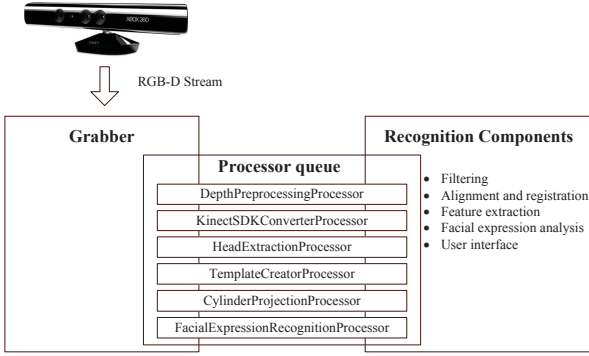 XBOX 360
RGB-D Stream
Grabber
Recognition Components
Processor queue
DepthPreprocessingProcessor
KinectSDKConverterProcessor
HeadExtractionProcessor
TemplateCreatorProcessor
CylinderProjectionProcessor
FacialExpressionRecognitionProcessor
• Filtering
• Alignment and registration
• Feature extraction
• Facial expression analysis
• User interface